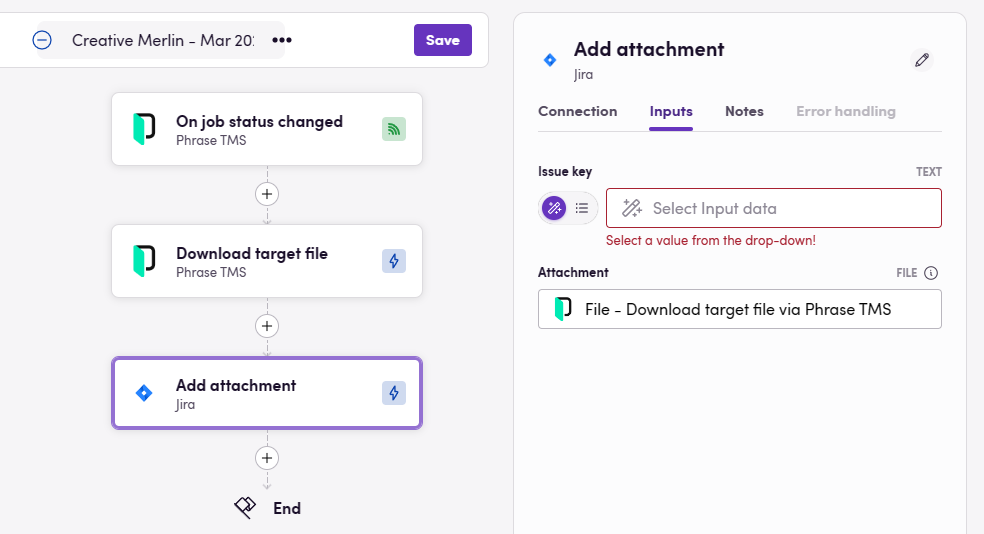 Creative Merlin - Mar 20
Save
On job status changed
Phrase TMS
Download target file
Phrase TMS
Add attachment
Jira
End
Add attachment
Jira
Connection
Inputs
Notes
Error handling
Issue key
TEXT
Select Input data
Select a value from the drop-down!
Attachment
FILE
File - Download target file via Phrase TMS